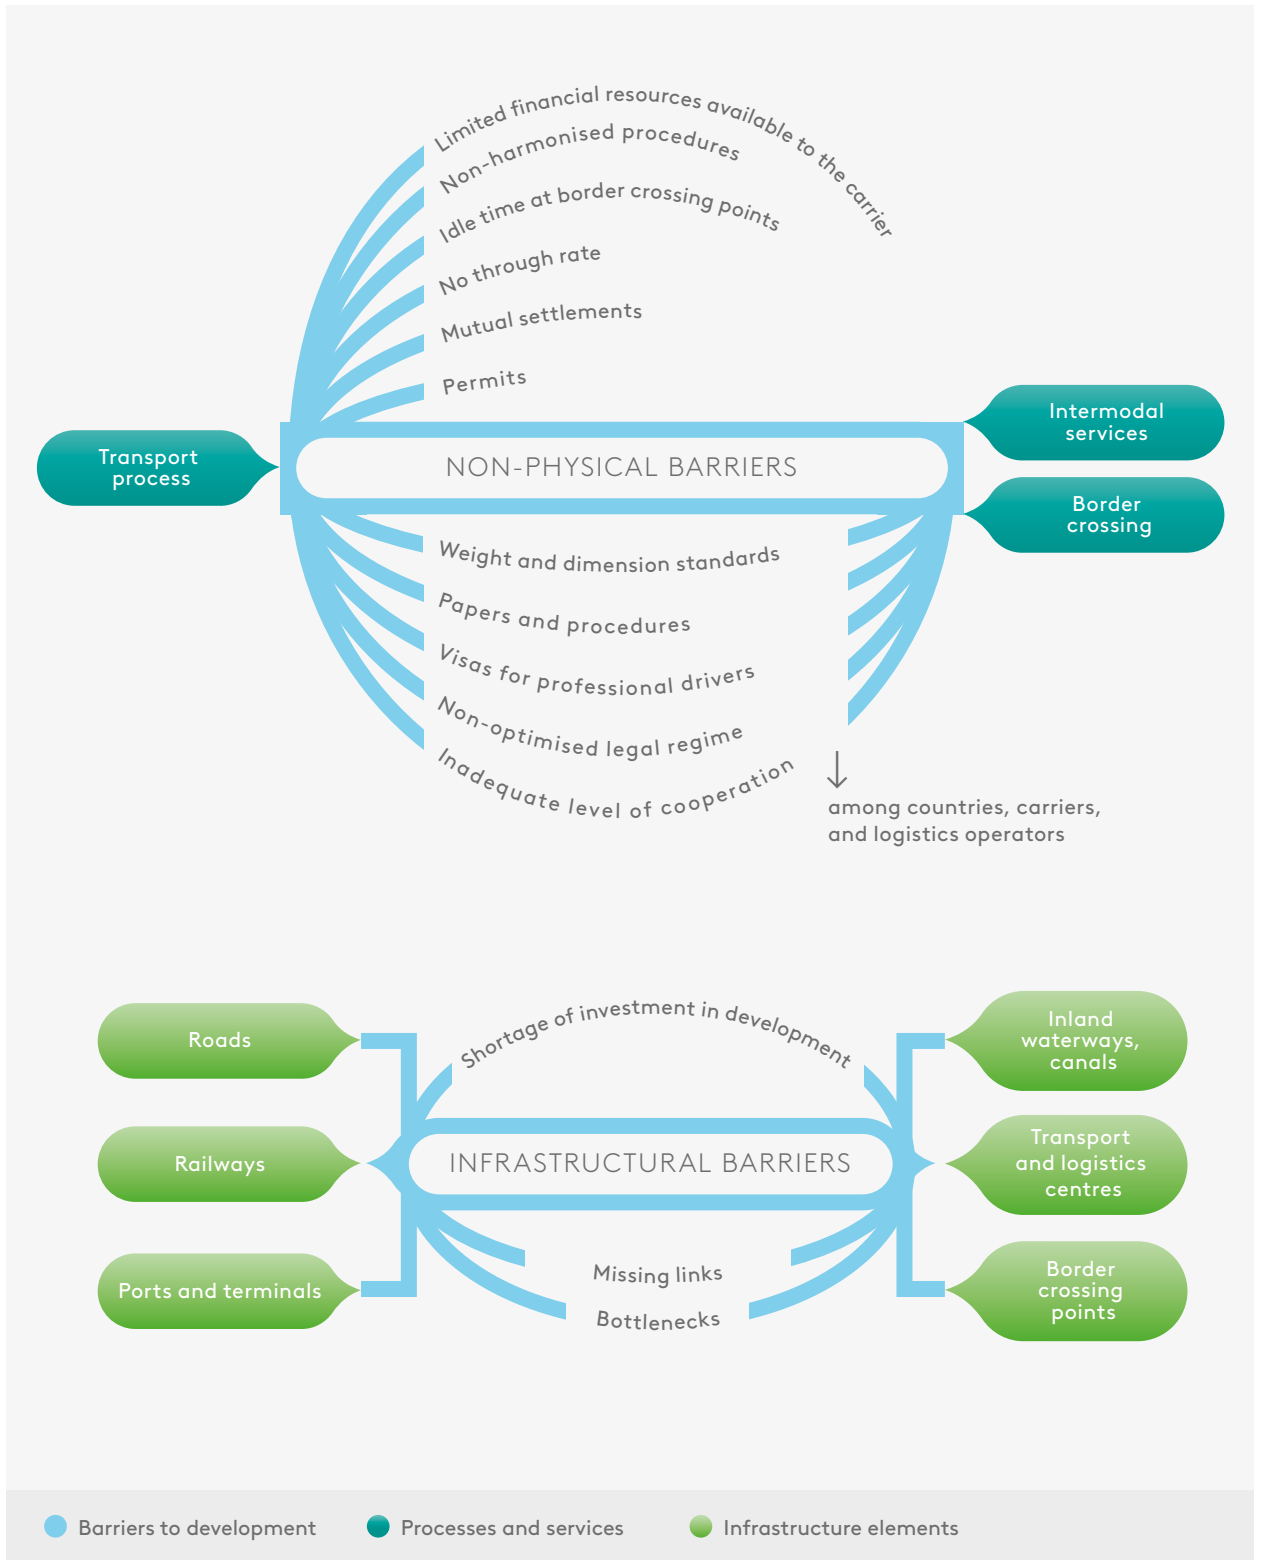 Limited financial resources available to the carrier
Non-harmonised procedures
Idle time at border crossing points
No through rate
Mutual settlements
Permits
Transport
process
NON-PHYSICAL BARRIERS
Intermodal
services
Border
crossing
Weight and dimension standards
Papers and procedures
Visas for professional drivers
Non-optimised legal regime
Inadequate level of cooperation
among countries, carriers,
and logistics operators
Shortage of investment in development
Roads
Railways
Ports and terminals
INFRASTRUCTURAL BARRIERS
Inland
waterways,
canals
Transport
and logistics
centres
Border
crossing
points
Missing links
Bottlenecks
Barriers to development
Processes and services
Infrastructure elements